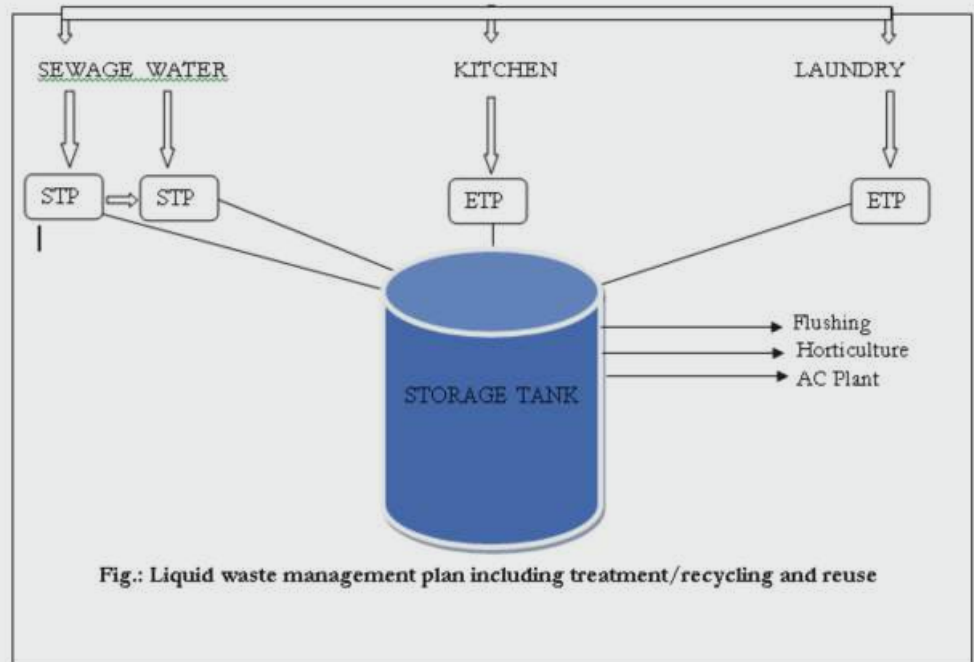 SEWAGE WATER
KITCHEN
LAUNDRY
STP
STP
ETP
ETP
Flushing
Horticulture
AC Plant
STORAGE TANK
Fig.: Liquid waste management plan including treatment/recycling and reuse